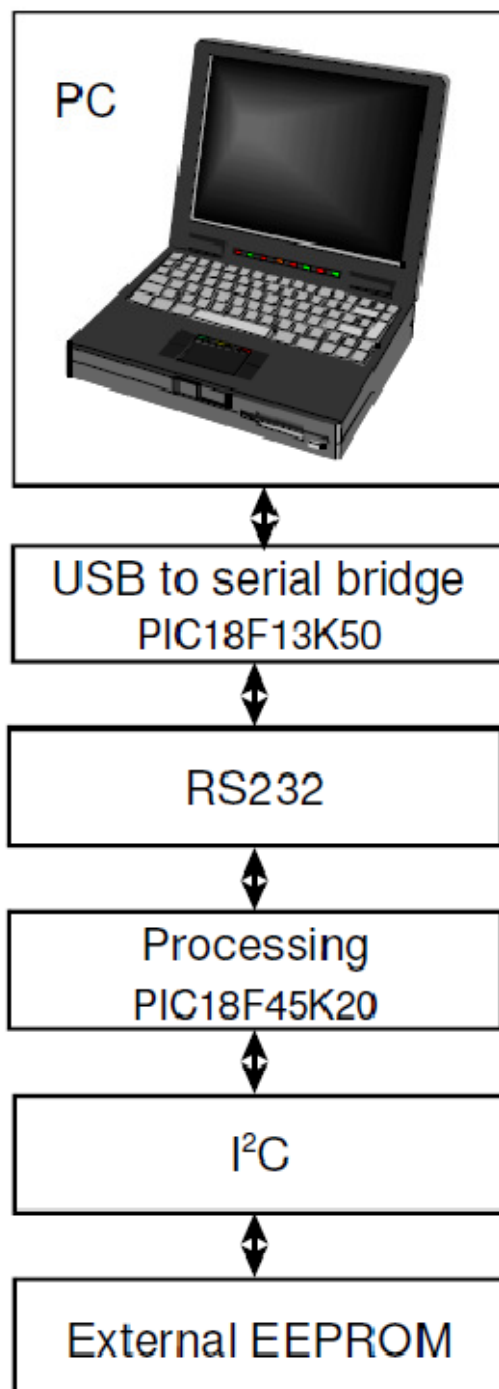 PC
USB to serial bridge
PIC18F13K50
RS232
Processing
PIC18F45K20
I²C
External EEPROM